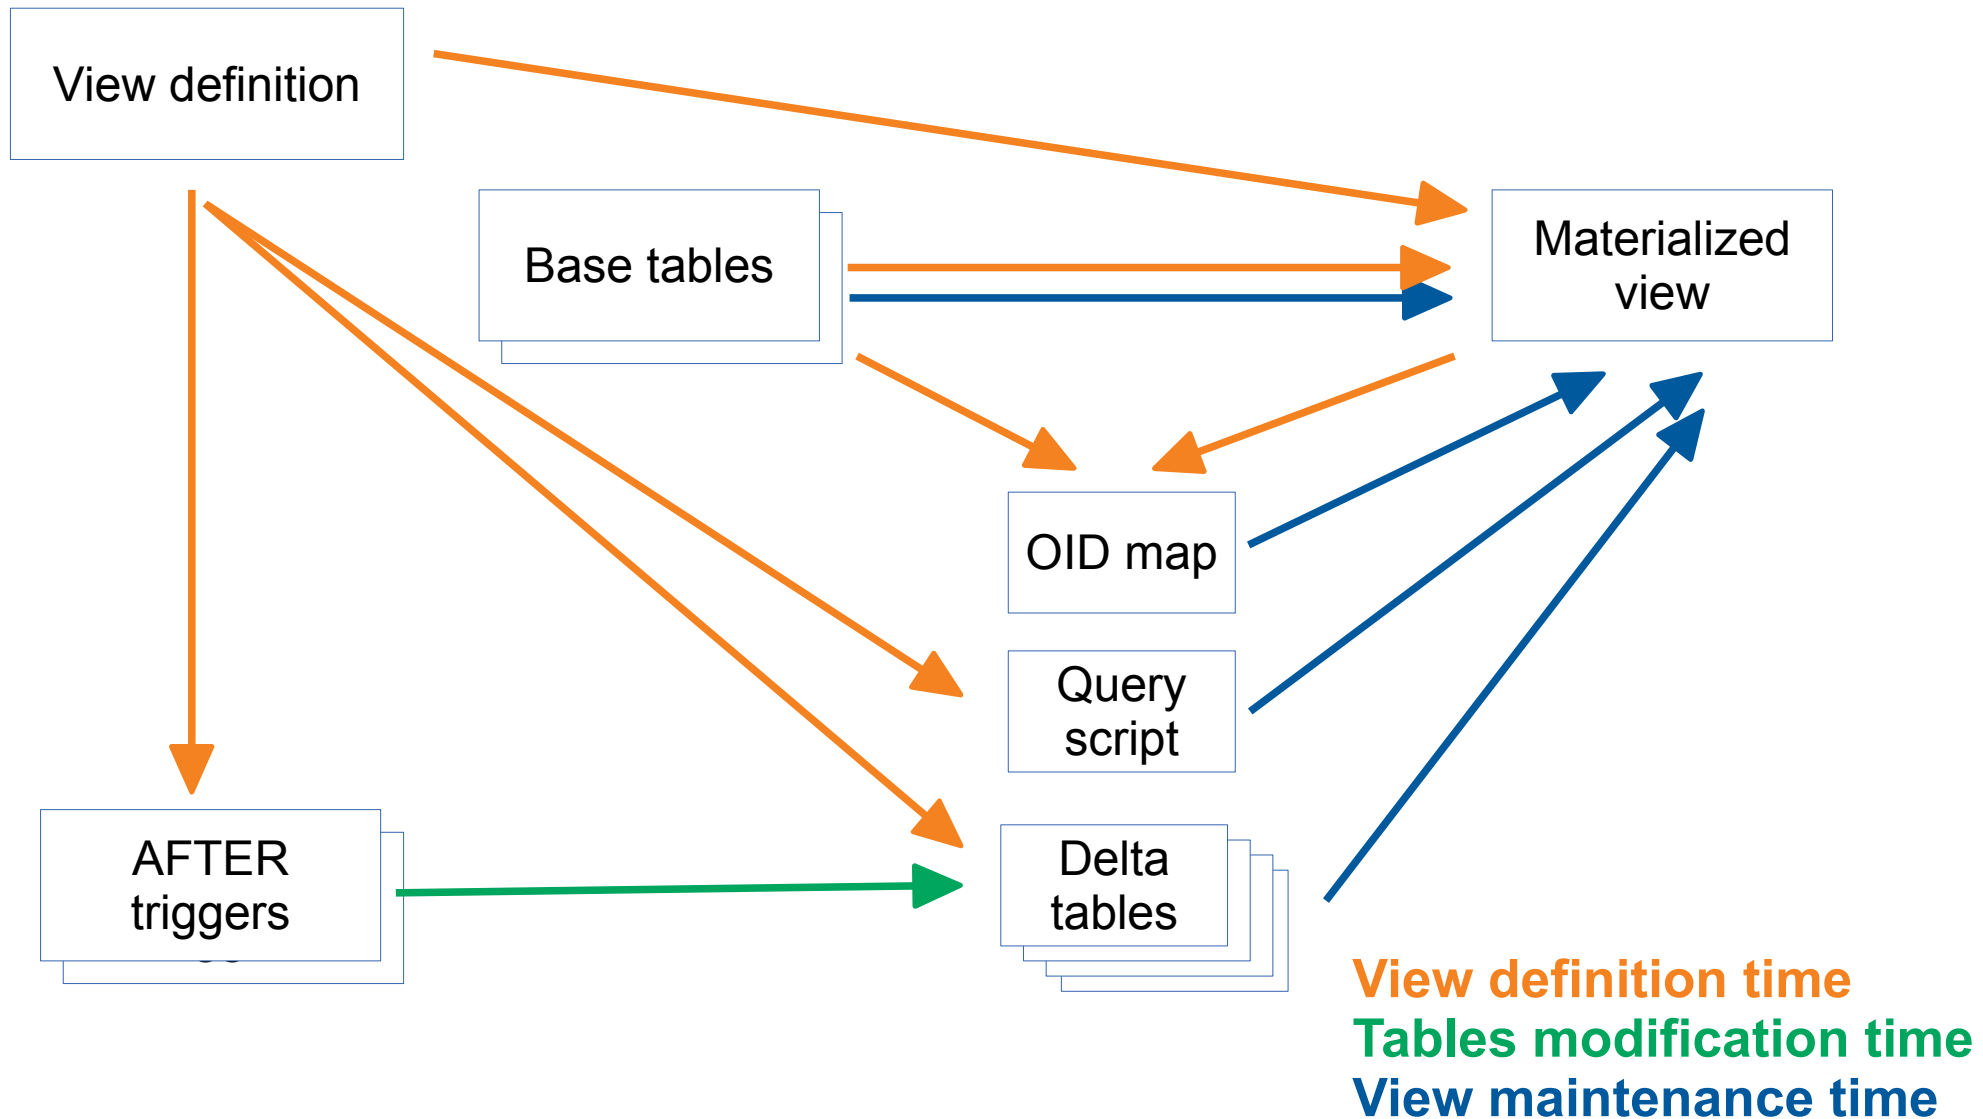 View definition
Base tables
Materialized
view
OID map
Query
script
AFTER
triggers
Delta
tables
View definition time
Tables modification time
View maintenance time